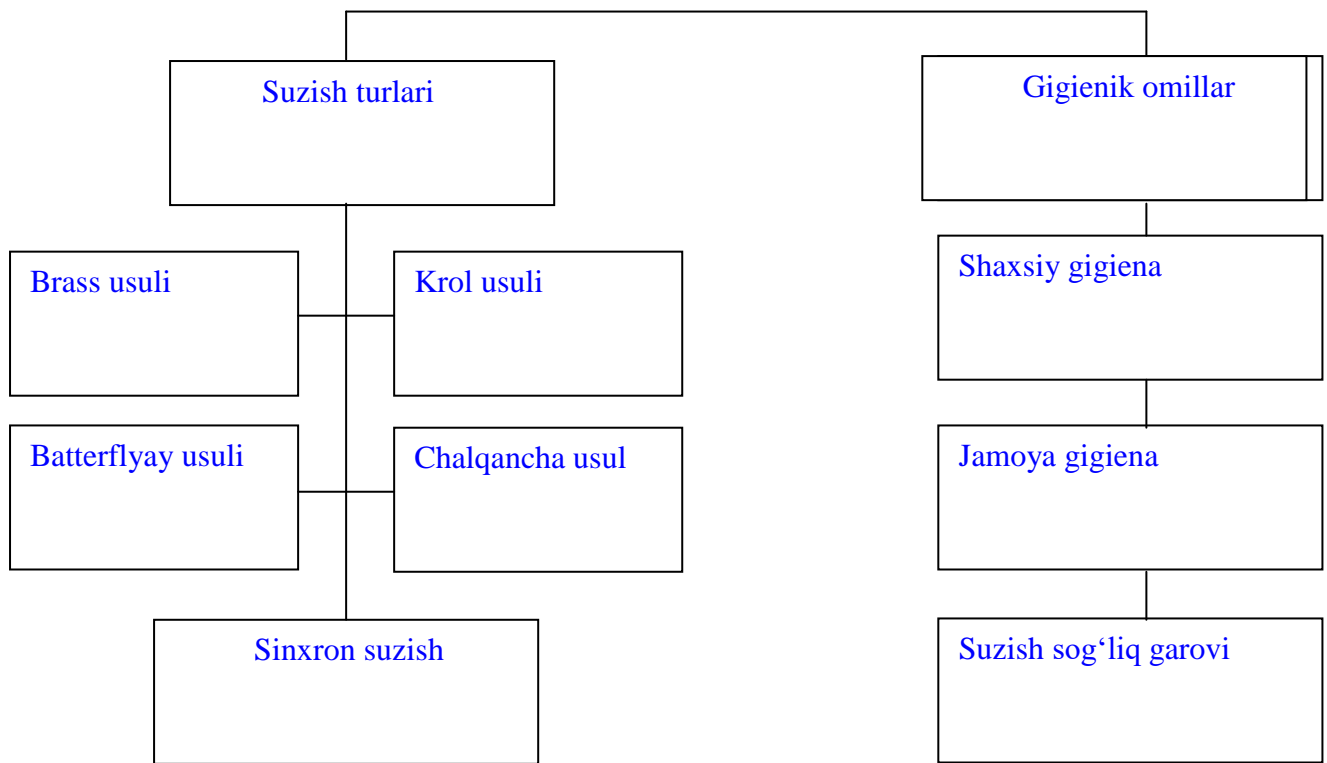 Suzish turlari
Gigienik omillar
Brass usuli
Krol usuli
Shaxsiy gigiena
Batterflyay usuli
Chalqancha usul
Jamoya gigiena
Sinxron suzish
Suzish sog‘liq garovi